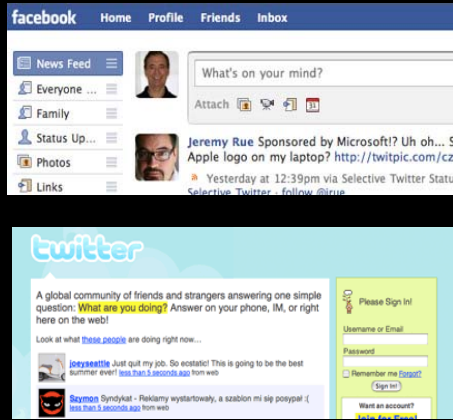 facebook Home Profile Friends Inbox
News Feed
Everyone ...
Family
Status Up...
Photos
Links
What's on your mind?
Attach
Jeremy Rue Sponsored by Microsoft!? Uh oh... S
Apple logo on my laptop? http://twitpic.com/cz
Yesterday at 12:39pm via Selective Twitter Statu
Selective Twitter · follow @jrue
twitter
A global community of friends and strangers answering one simple
question: What are you doing? Answer on your phone, IM, or right
here on the web!
Look at what these people are doing right now...
joeyseattle Just quit my job. So ecstatic! This is going to be the best
summer ever! less than 5 seconds ago from web
Szymon Syndykat - Reklamy wystartowały, a szablon mi się posypał :(
less than 5 seconds ago from web
Please Sign In!
Username or Email
Password
Remember me Forgot?
Sign In!
Want an account?
Join for Free!